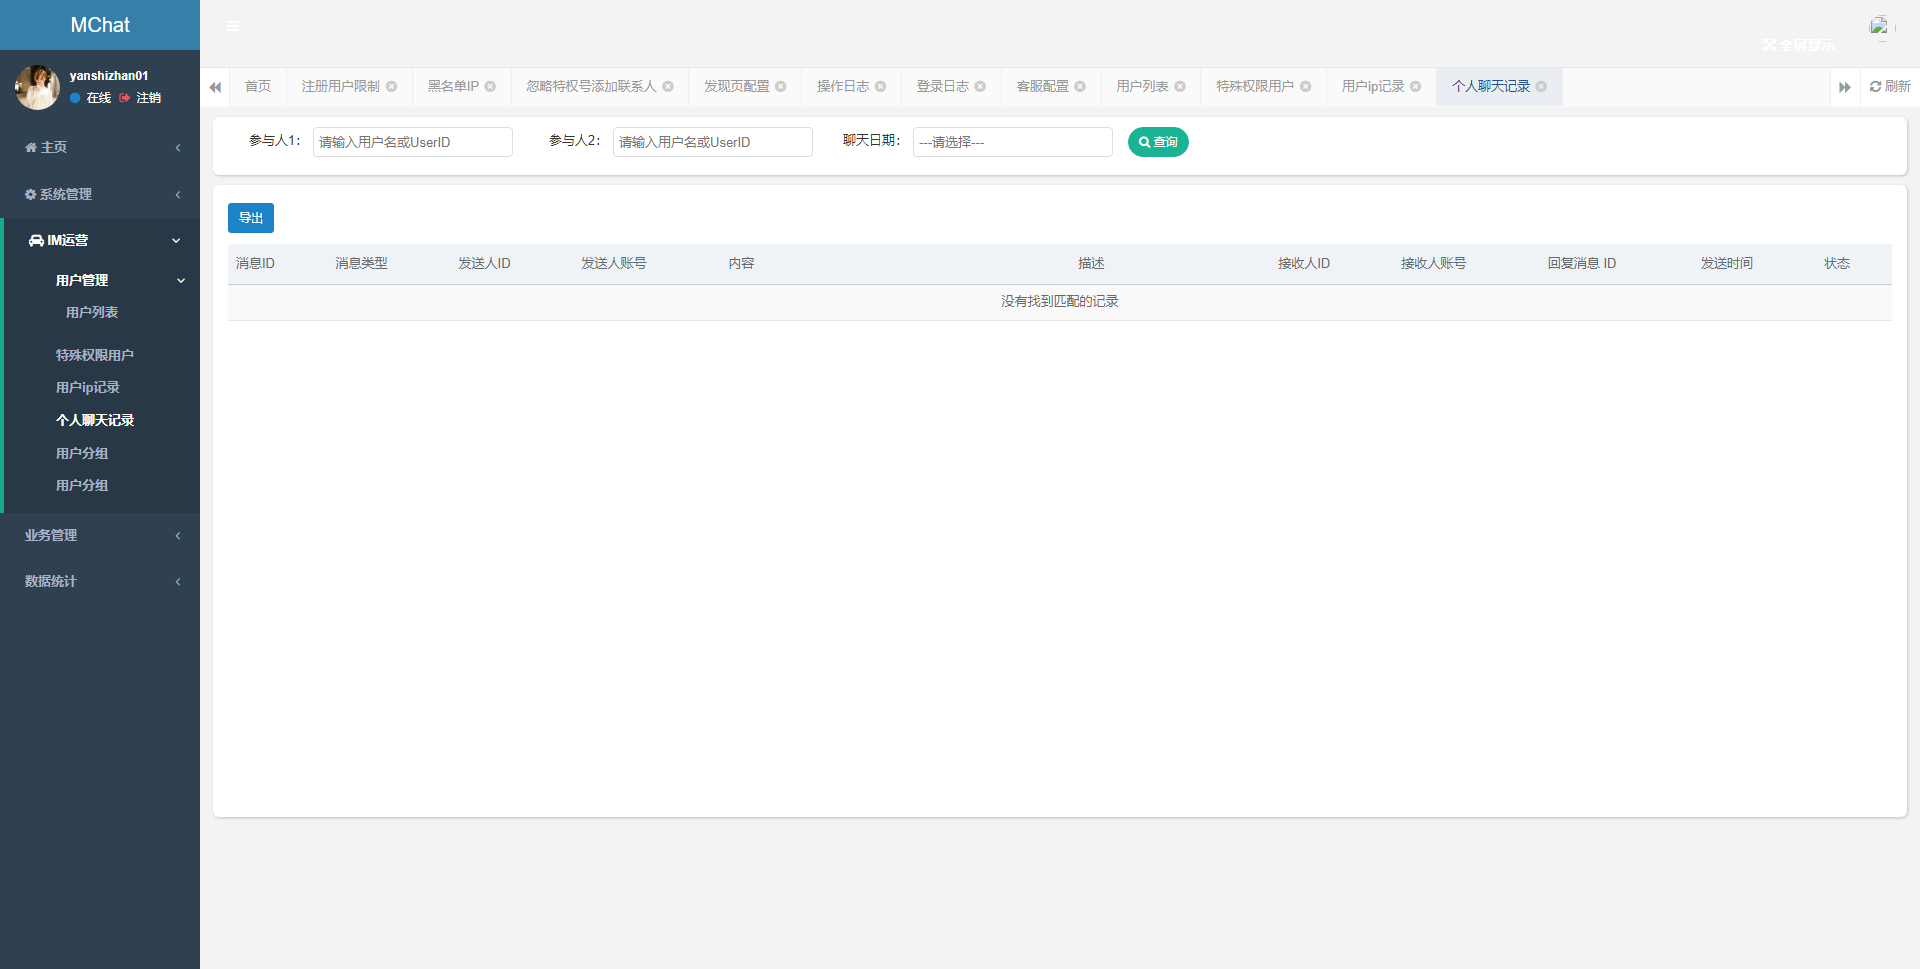 MChat
yanshizhan01
在线 注销
主页
系统管理
IM运营
用户管理
用户列表
特殊权限用户
用户ip记录
个人聊天记录
用户分组
用户分组
业务管理
数据统计
全屏显示
首页 注册用户限制 黑名单IP 忽略特权号添加联系人 发现页配置 操作日志 登录日志 客服配置 用户列表 特殊权限用户 用户ip记录 个人聊天记录 刷新
参与人1： 请输入用户名或UserID 参与人2： 请输入用户名或UserID 聊天日期： ---请选择--- 查询
导出
消息ID 消息类型 发送人ID 发送人账号 内容 描述 接收人ID 接收人账号 回复消息 ID 发送时间 状态
没有找到匹配的记录